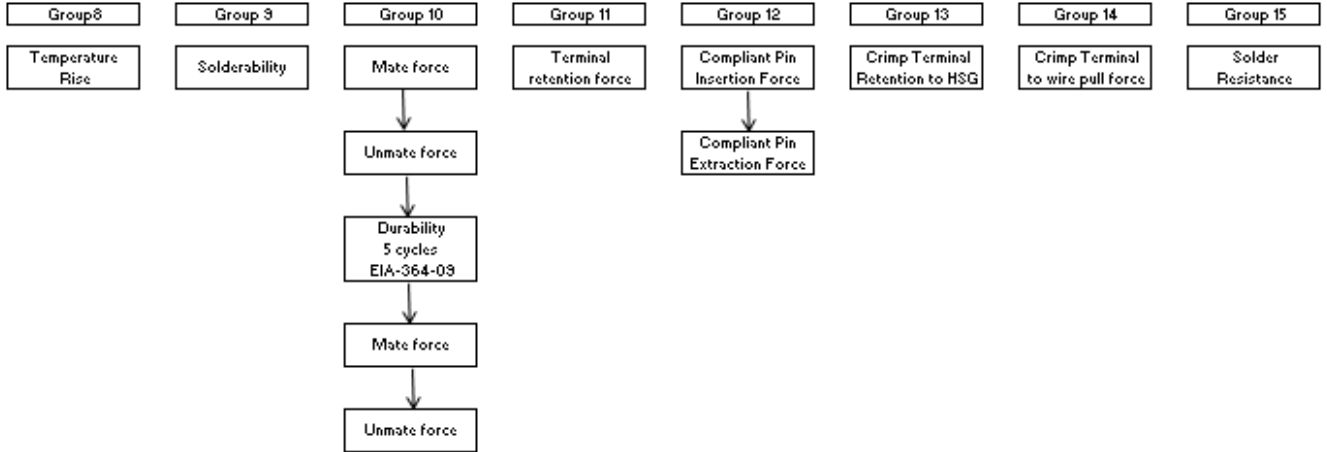 Group8
Group 9
Group 10
Group 11
Group 12
Group 13
Group 14
Group 15
Temperature
Rise
Solderability
Mate force
Terminal
retention force
Compliant Pin
Insertion Force
Crimp Terminal
Retention to HSG
Crimp Terminal
to wire pull force
Solder
Resistance
Unmate force
Compliant Pin
Extraction Force
Durability
5 cycles
EIA-364-09
Mate force
Unmate force